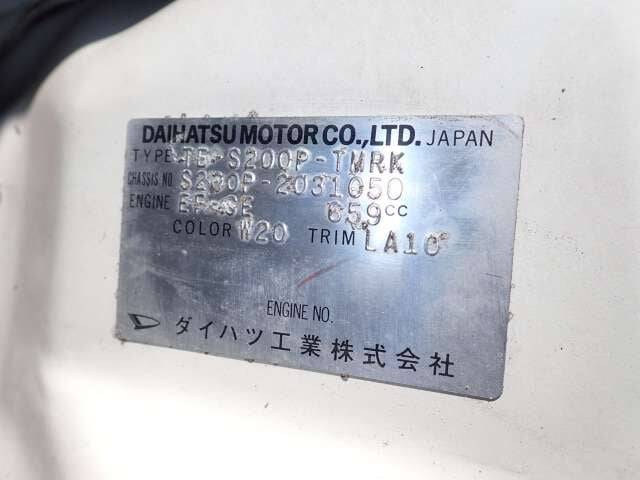 DAIHATSU MOTOR CO.,LTD. JAPAN
TYPE TE-S200P-TMRK
CHASSIS NO S200P-2031050
ENGINE EF-SE 659cc
COLOR W20 TRIM LA10
ENGINE NO.
ダイハツ工業株式会社